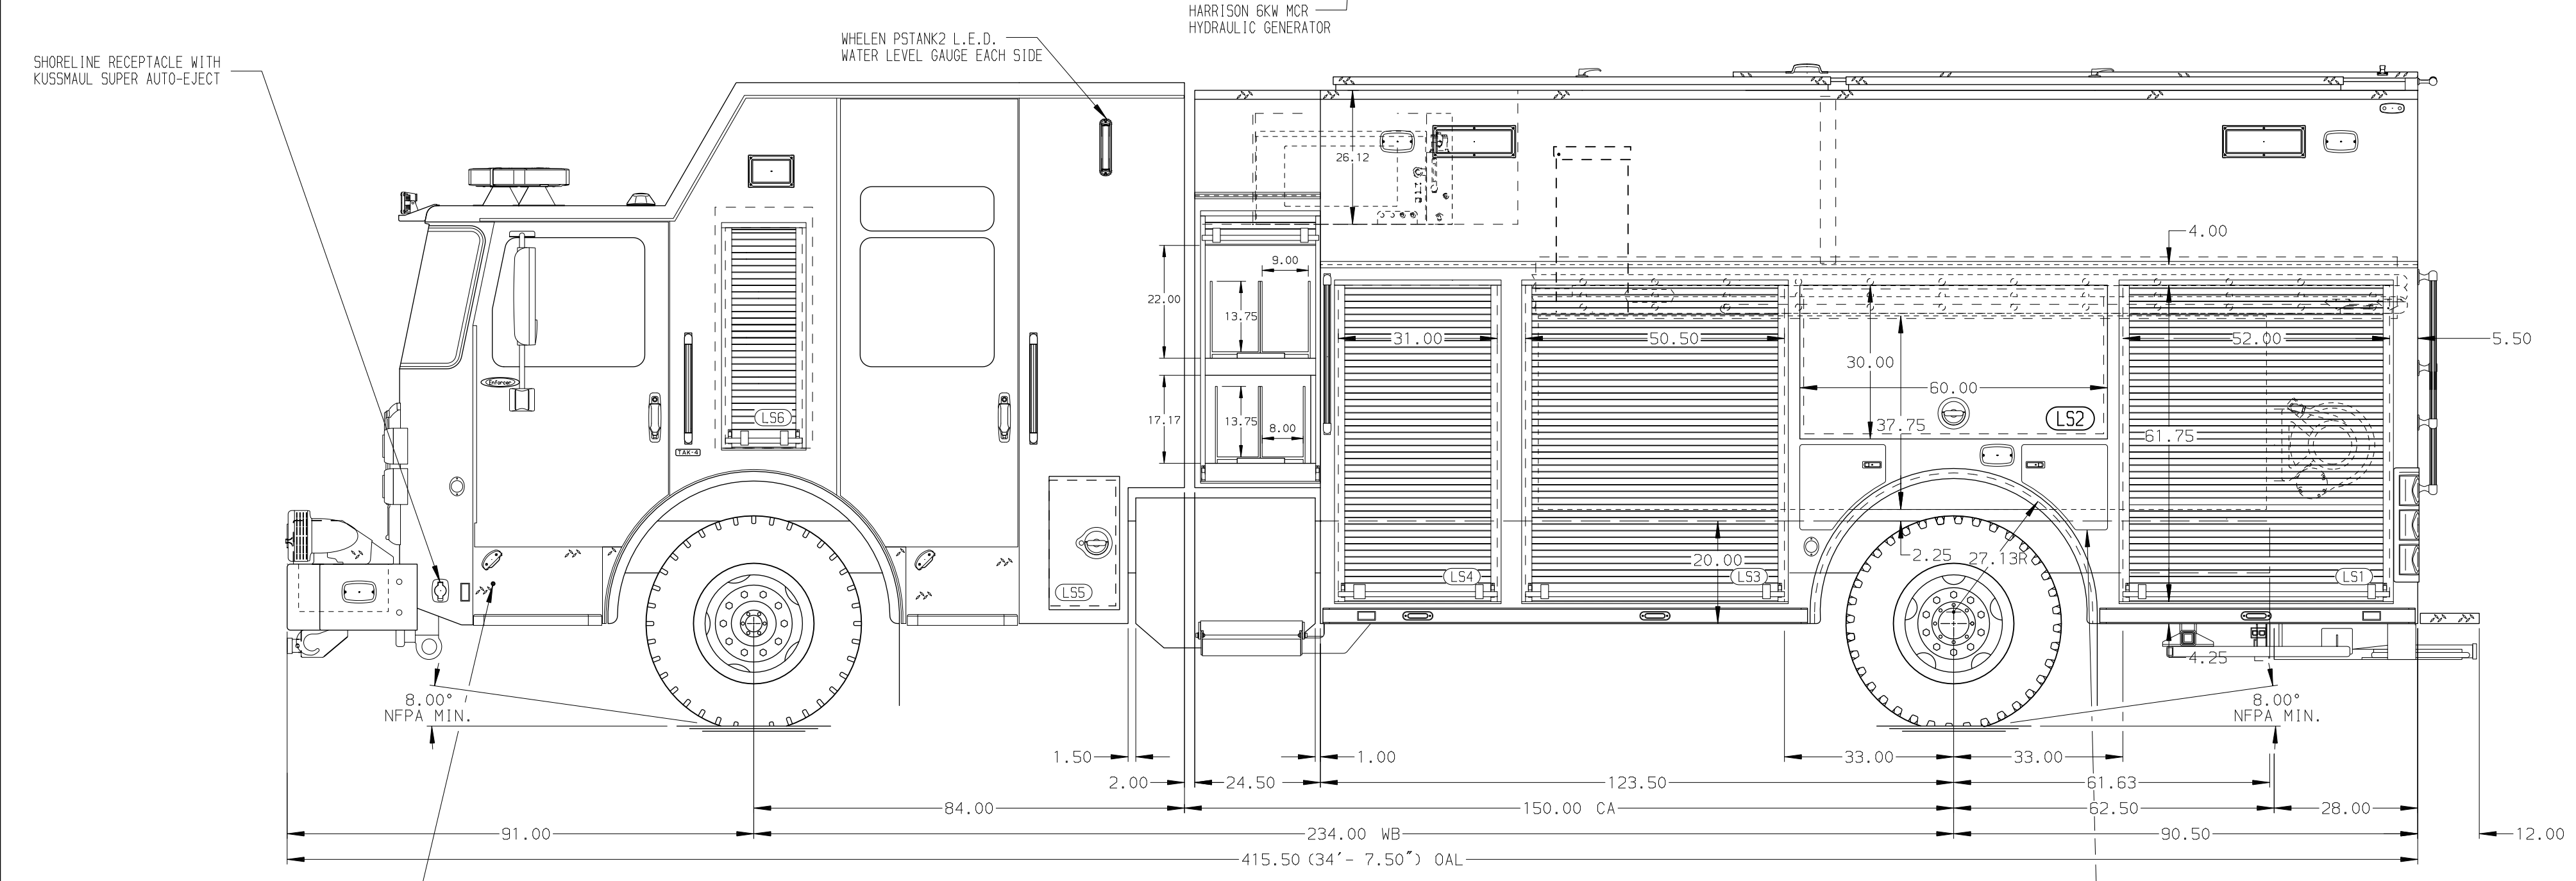 HARRISON 6KW MCR
HYDRAULIC GENERATOR
WHELEN PSTANK2 L.E.D.
WATER LEVEL GAUGE EACH SIDE
SHORELINE RECEPTACLE WITH
KUSSMAUL SUPER AUTO-EJECT
26.12
4.00
9.00
22.00
13.75
31.00
50.50
52.00
5.50
30.00
Enforcer
60.00
LS6
17.17
13.75
8.00
37.75
LS2
61.75
TAK-4
LS5
LS4
20.00
LS3
2.25
27.13R
LS1
4.25
8.00°
NFPA MIN.
8.00°
NFPA MIN.
1.50
1.00
33.00
33.00
2.00
24.50
123.50
61.63
84.00
150.00 CA
62.50
28.00
91.00
234.00 WB
90.50
12.00
415.50 (34'- 7.50") OAL